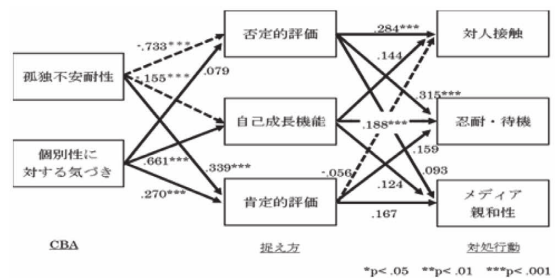 否定的評価
.284***
対人接触
-.733***
.144
孤独不安耐性
.079
-.155***
.315***
自己成長機能
.188***
忍耐・待機
個別性に
対する気づき
.661***
.339***
.159
-.056
.093
.270***
肯定的評価
.124
.167
メディア
親和性
CBA
捉え方
対処行動
*p< .05 **p< .01 ***p< .001